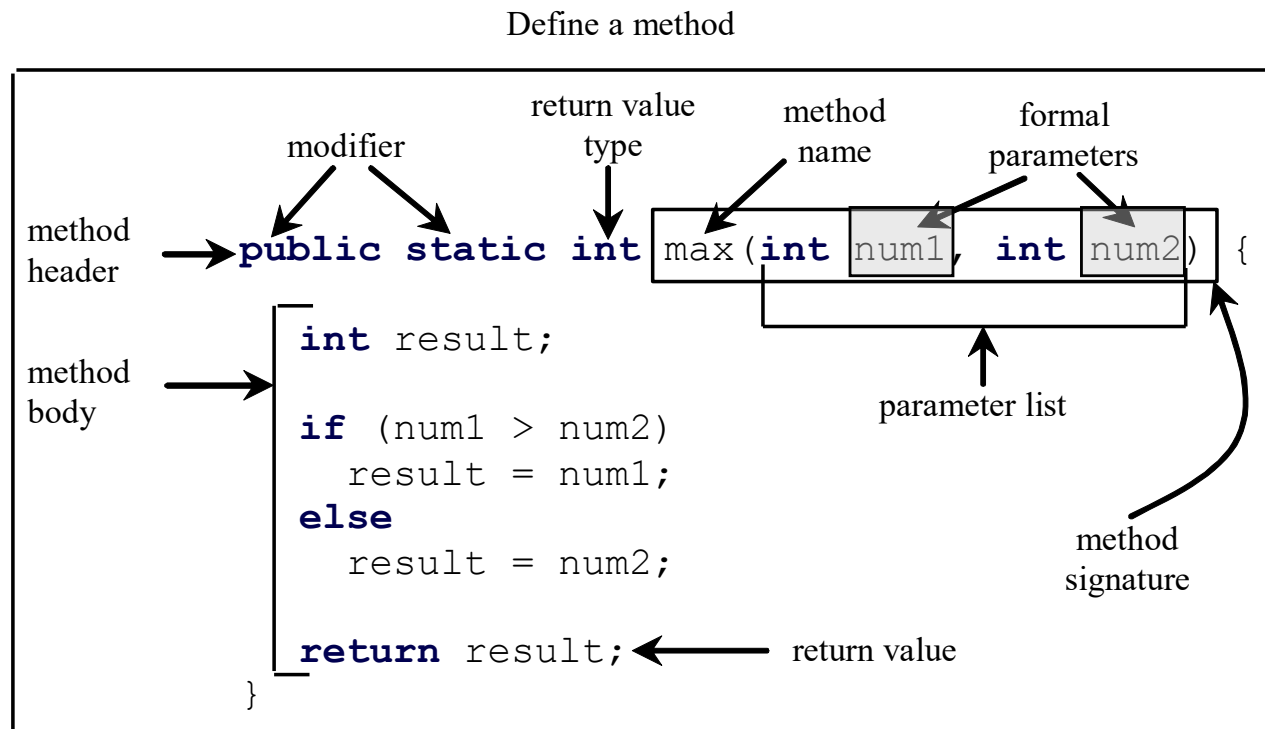 Define a method
return value
type
method
name
formal
parameters
modifier
method
header
public static int max(int num1, int num2) {
int result;
method
body
parameter list
if (num1 > num2)
result = num1;
else
result = num2;
method
signature
return result;
return value
}